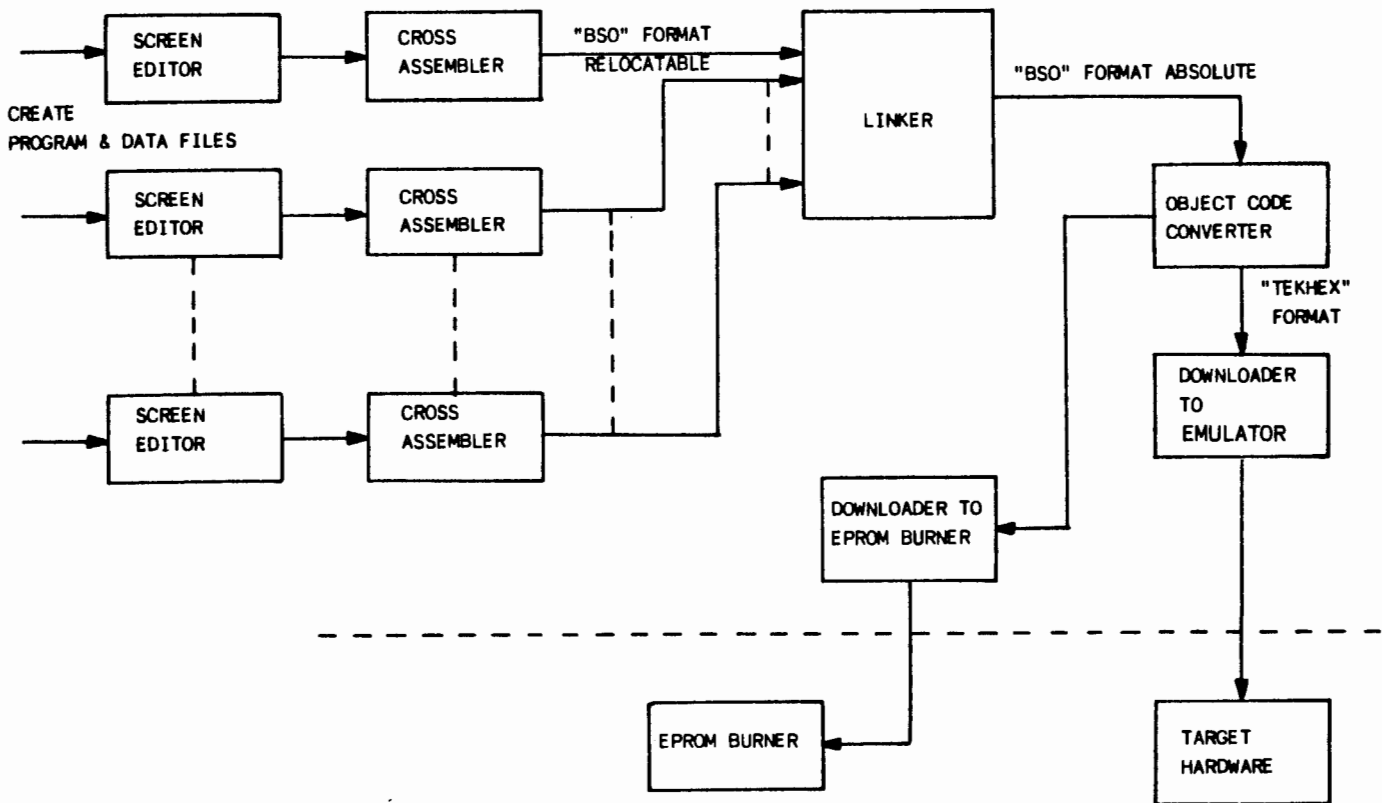 SCREEN
EDITOR
CROSS
ASSEMBLER
"BSO" FORMAT
RELOCATABLE
LINKER
"BSO" FORMAT ABSOLUTE
CREATE
PROGRAM & DATA FILES
SCREEN
EDITOR
CROSS
ASSEMBLER
OBJECT CODE
CONVERTER
"TEKHEX"
FORMAT
SCREEN
EDITOR
CROSS
ASSEMBLER
DOWNLOADER
TO
EMULATOR
DOWNLOADER TO
EPROM BURNER
EPROM BURNER
TARGET
HARDWARE